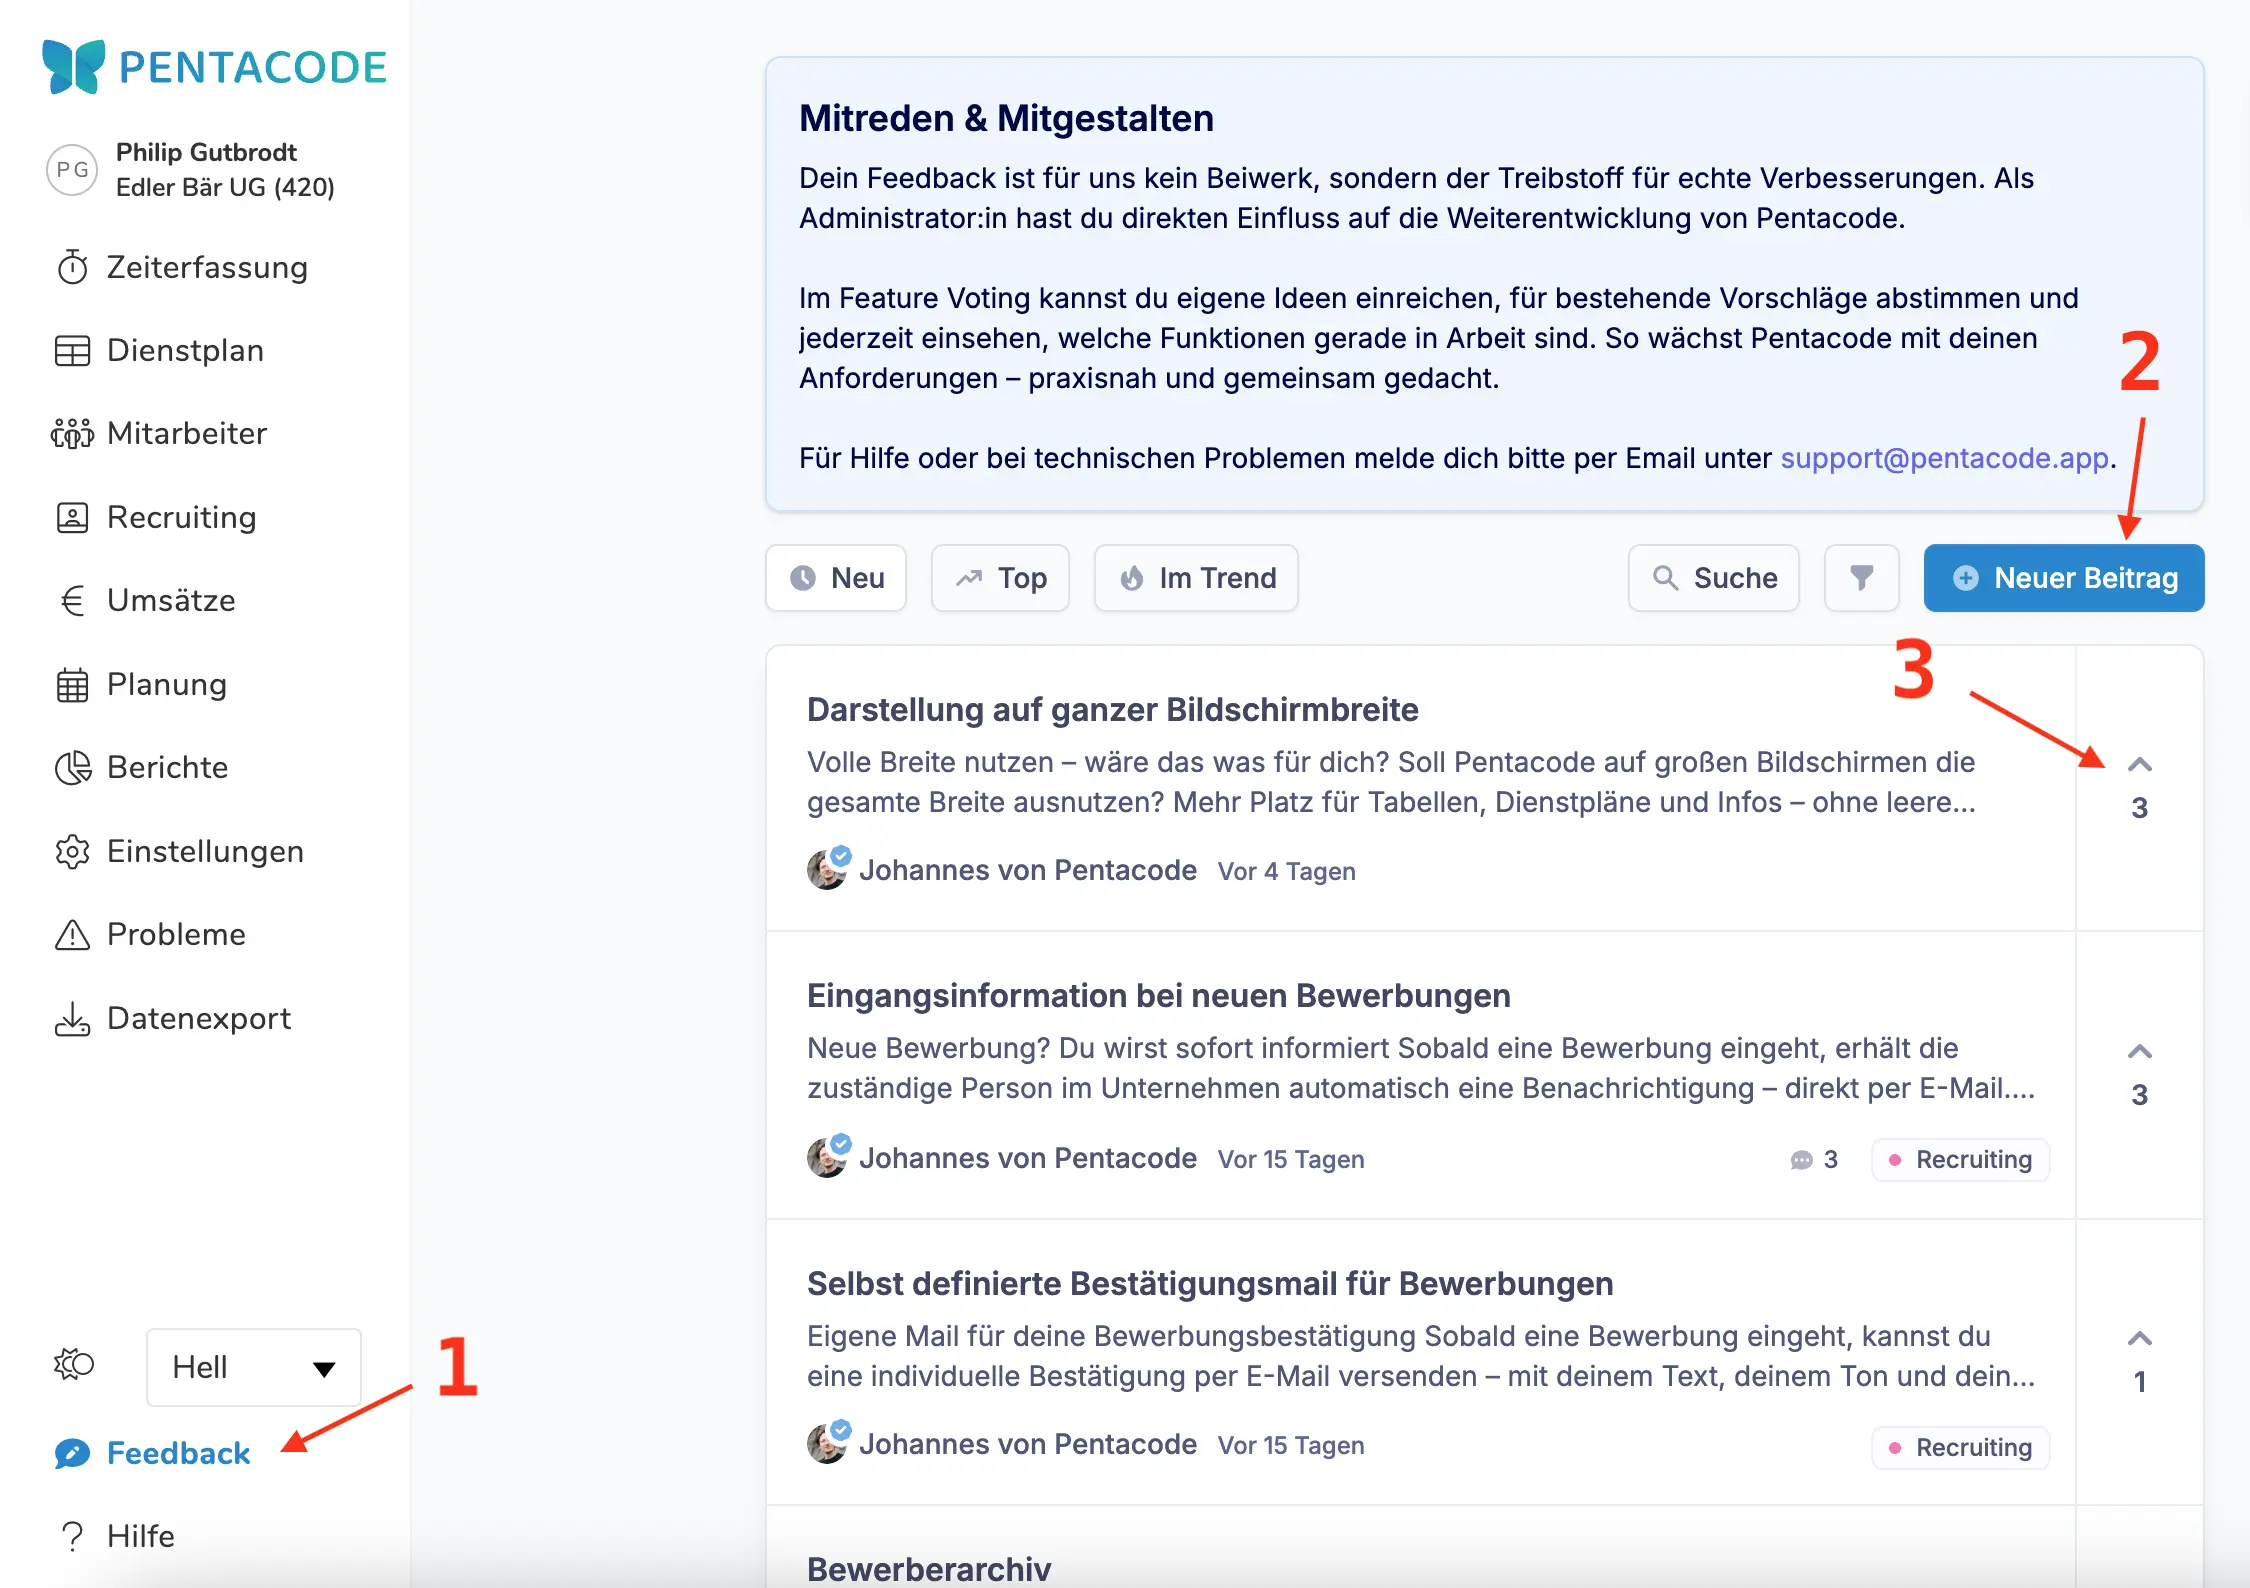 PENTACODE
PG
Philip Gutbrodt
Edler Bär UG (420)
Zeiterfassung
Dienstplan
Mitarbeiter
Recruiting
Umsätze
Planung
Berichte
Einstellungen
Probleme
Datenexport
Hell
1
Feedback
Hilfe
Mitreden & Mitgestalten
Dein Feedback ist für uns kein Beiwerk, sondern der Treibstoff für echte Verbesserungen. Als
Administrator:in hast du direkten Einfluss auf die Weiterentwicklung von Pentacode.
Im Feature Voting kannst du eigene Ideen einreichen, für bestehende Vorschläge abstimmen und
jederzeit einsehen, welche Funktionen gerade in Arbeit sind. So wächst Pentacode mit deinen
Anforderungen – praxisnah und gemeinsam gedacht.
2
Für Hilfe oder bei technischen Problemen melde dich bitte per Email unter support@pentacode.app.
Neu Top Im Trend Suche Neuer Beitrag
3
Darstellung auf ganzer Bildschirmbreite
Volle Breite nutzen – wäre das was für dich? Soll Pentacode auf großen Bildschirmen die
gesamte Breite ausnutzen? Mehr Platz für Tabellen, Dienstpläne und Infos – ohne leere...
3
Johannes von Pentacode Vor 4 Tagen
Eingangsinformation bei neuen Bewerbungen
Neue Bewerbung? Du wirst sofort informiert Sobald eine Bewerbung eingeht, erhält die
zuständige Person im Unternehmen automatisch eine Benachrichtigung – direkt per E-Mail....
3
Johannes von Pentacode Vor 15 Tagen 3 Recruiting
Selbst definierte Bestätigungsmail für Bewerbungen
Eigene Mail für deine Bewerbungsbestätigung Sobald eine Bewerbung eingeht, kannst du
eine individuelle Bestätigung per E-Mail versenden – mit deinem Text, deinem Ton und dein...
1
Johannes von Pentacode Vor 15 Tagen Recruiting
Bewerberarchiv